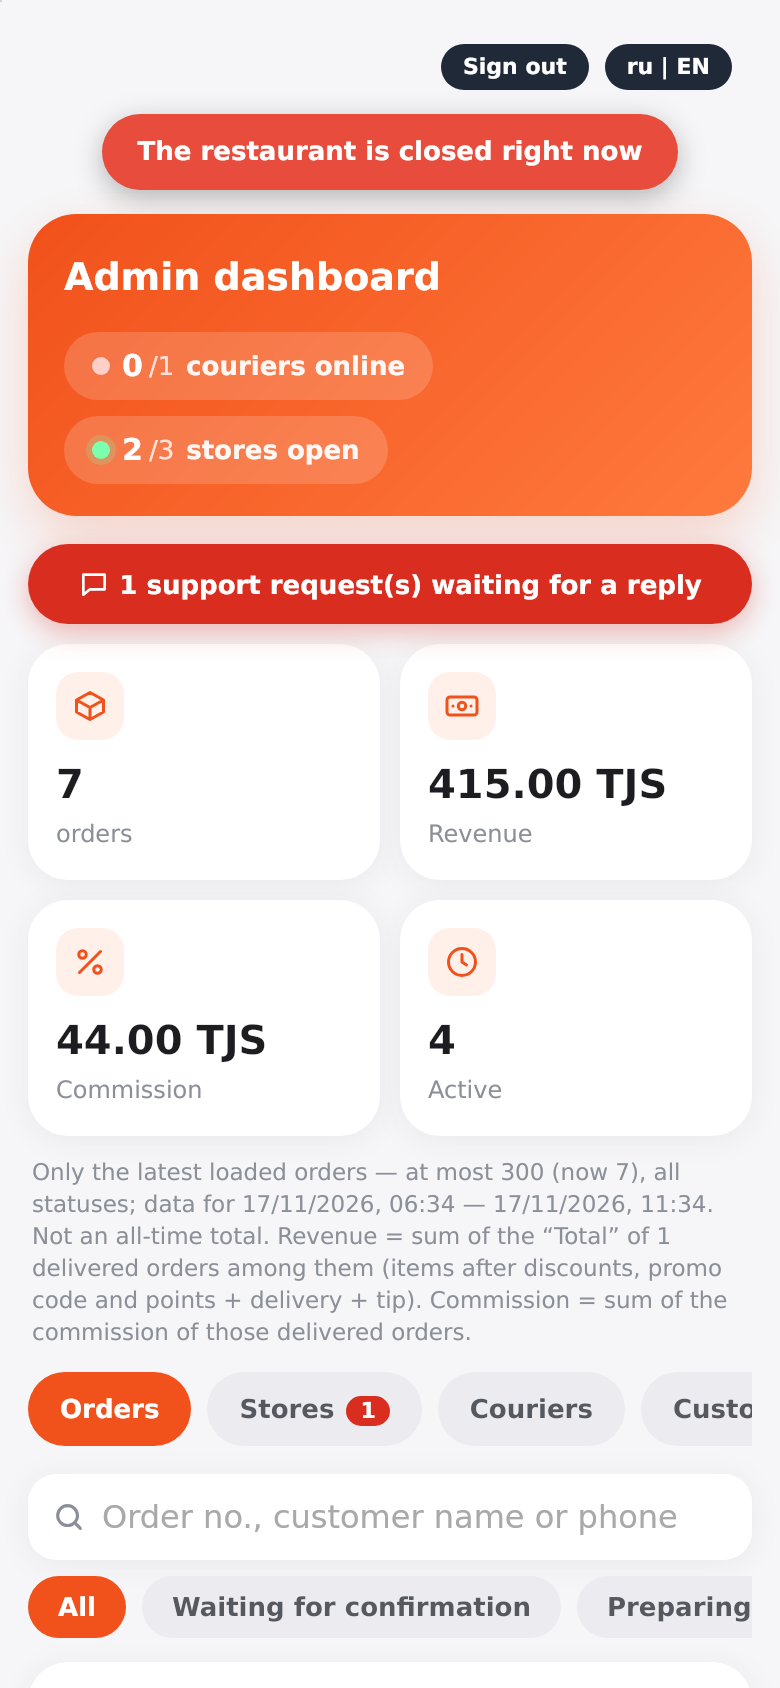 Sign out
ru | EN
The restaurant is closed right now
Admin dashboard
0 /1 couriers online
2 /3 stores open
1 support request(s) waiting for a reply
7
orders
415.00 TJS
Revenue
44.00 TJS
Commission
4
Active
Only the latest loaded orders — at most 300 (now 7), all
statuses; data for 17/11/2026, 06:34 — 17/11/2026, 11:34.
Not an all-time total. Revenue = sum of the “Total” of 1
delivered orders among them (items after discounts, promo
code and points + delivery + tip). Commission = sum of the
commission of those delivered orders.
Orders
Stores 1
Couriers
Custo
Order no., customer name or phone
All
Waiting for confirmation
Preparing